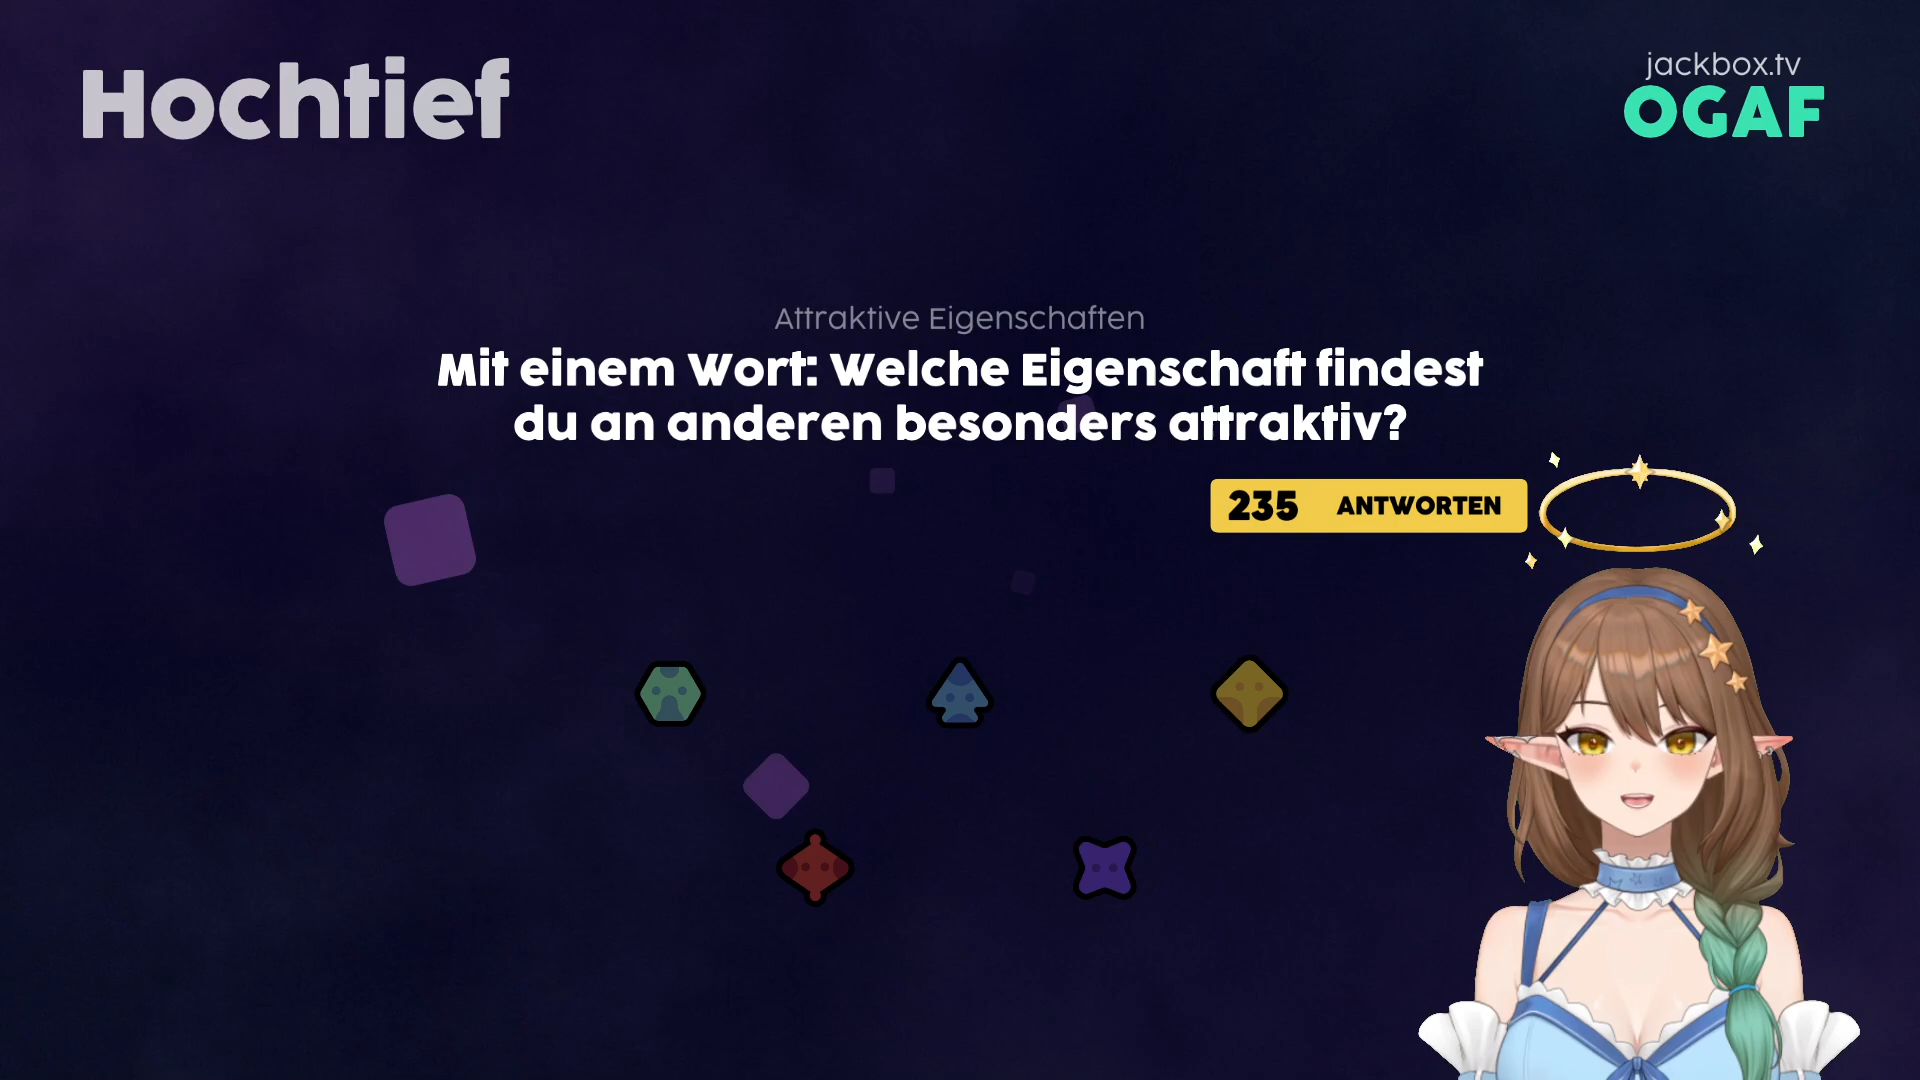 Hochtief
jackbox.tv
OGAF
Attraktive Eigenschaften
Mit einem Wort: Welche Eigenschaft findest
du an anderen besonders attraktiv?
235 ANTWORTEN